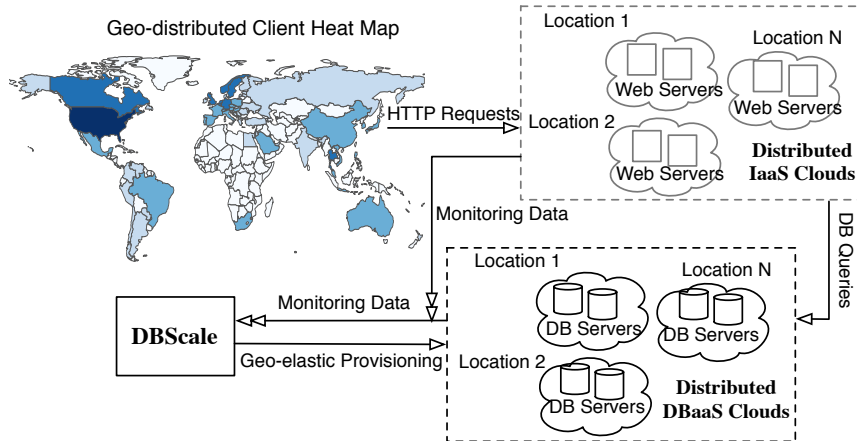 Geo-distributed Client Heat Map
Location 1
Location N
Web Servers
Web Servers
HTTP Requests
Location 2
Web Servers
Distributed
IaaS Clouds
Monitoring Data
DB Queries
Location 1
Location N
Monitoring Data
DB Servers
DB Servers
DBScale
Geo-elastic Provisioning
Location 2
DB Servers
Distributed
DBaaS Clouds